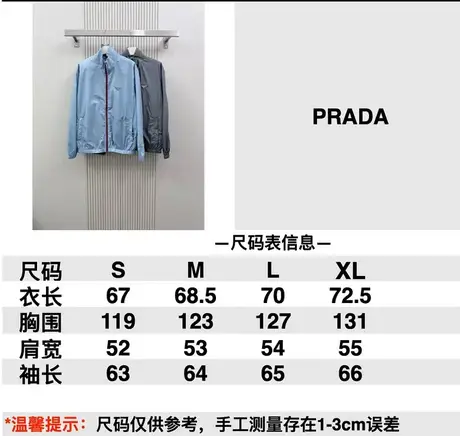 PRADA
—尺码表信息—
尺码 S M L XL
衣长 67 68.5 70 72.5
胸围 119 123 127 131
肩宽 52 53 54 55
袖长 63 64 65 66
*温馨提示：尺码仅供参考，手工测量存在1-3cm误差